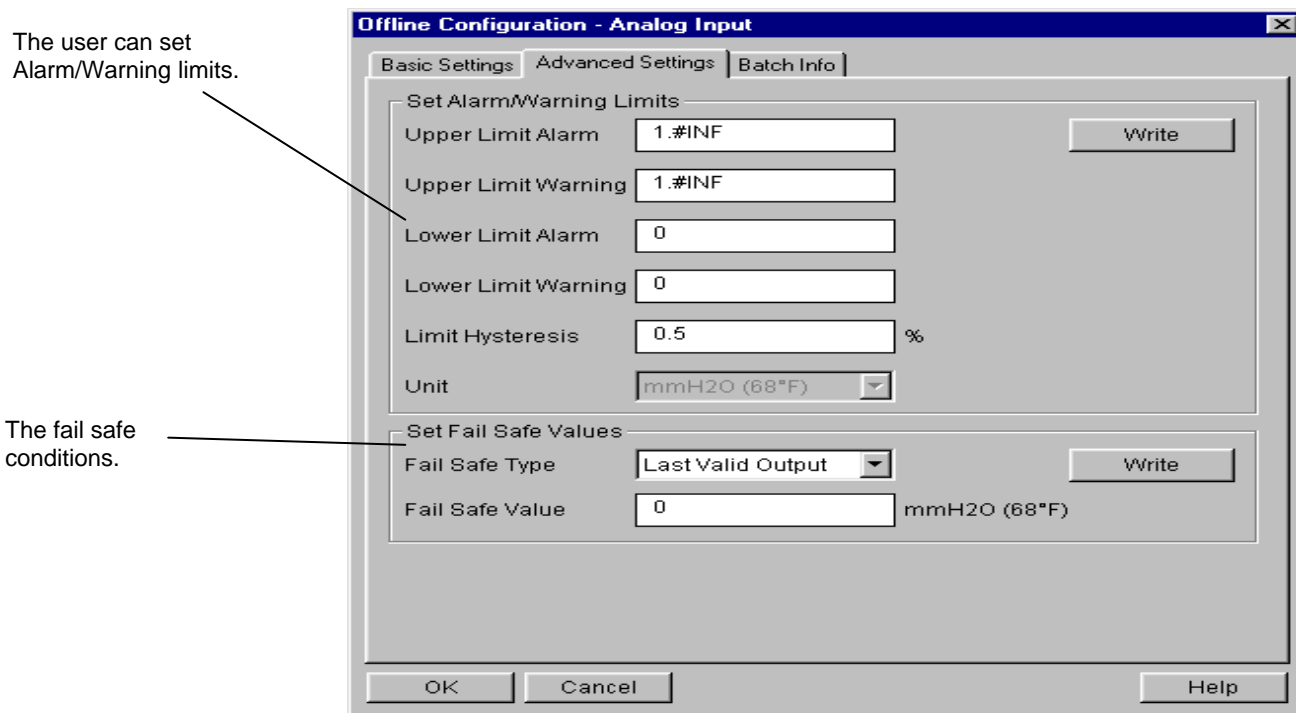 The user can set
Alarm/Warning limits.
The fail safe
conditions.
Offline Configuration - Analog Input
Basic Settings Advanced Settings Batch Info
Set Alarm/Warning Limits
Upper Limit Alarm 1.#INF Write
Upper Limit Warning 1.#INF
Lower Limit Alarm 0
Lower Limit Warning 0
Limit Hysteresis 0.5 %
Unit mmH2O (68°F)
Set Fail Safe Values
Fail Safe Type Last Valid Output Write
Fail Safe Value 0 mmH2O (68°F)
OK Cancel Help